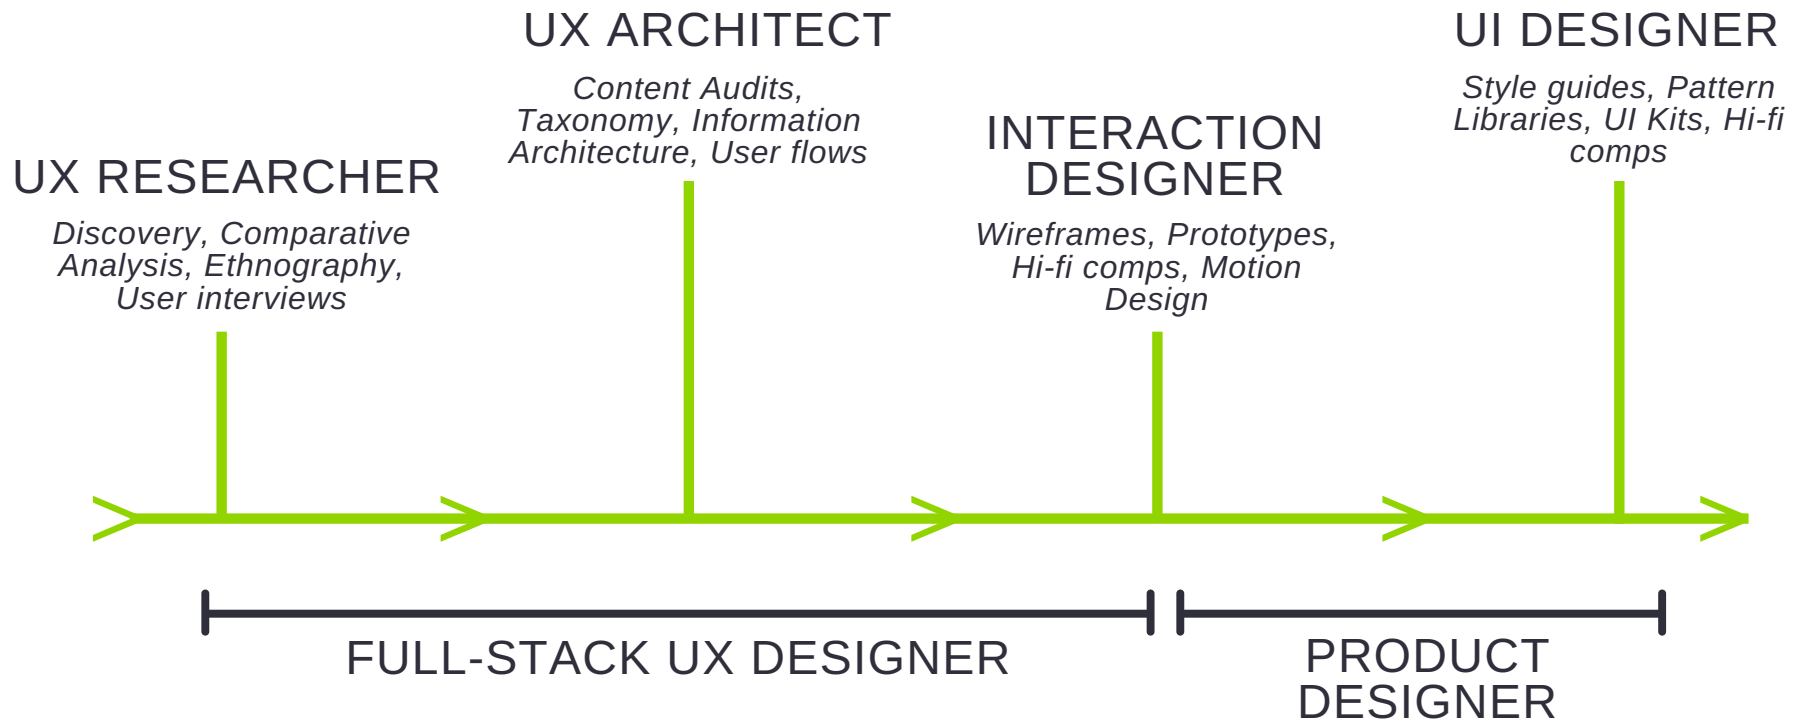 UX RESEARCHER
Discovery, Comparative
Analysis, Ethnography,
User interviews
UX ARCHITECT
Content Audits,
Taxonomy, Information
Architecture, User flows
INTERACTION
DESIGNER
Wireframes, Prototypes,
Hi-fi comps, Motion
Design
UI DESIGNER
Style guides, Pattern
Libraries, UI Kits, Hi-fi
comps
FULL-STACK UX DESIGNER
PRODUCT
DESIGNER